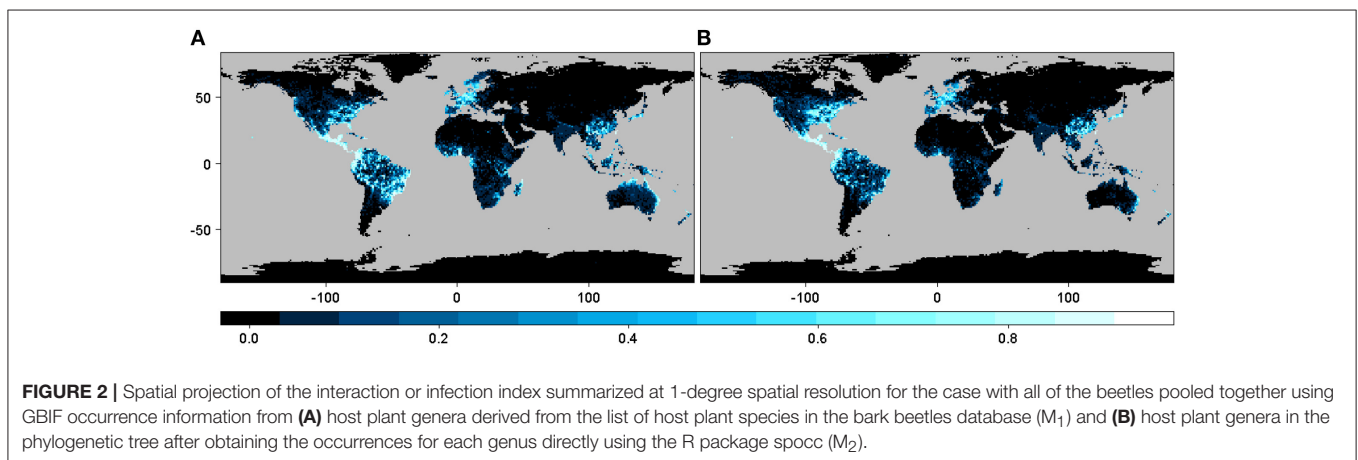 A
B
50
0
-50
-100
0
100
-100
0
100
0.0
0.2
0.4
0.6
0.8
FIGURE 2 | Spatial projection of the interaction or infection index summarized at 1-degree spatial resolution for the case with all of the beetles pooled together using
GBIF occurrence information from (A) host plant genera derived from the list of host plant species in the bark beetles database (M₁) and (B) host plant genera in the
phylogenetic tree after obtaining the occurrences for each genus directly using the R package spocc (M₂).